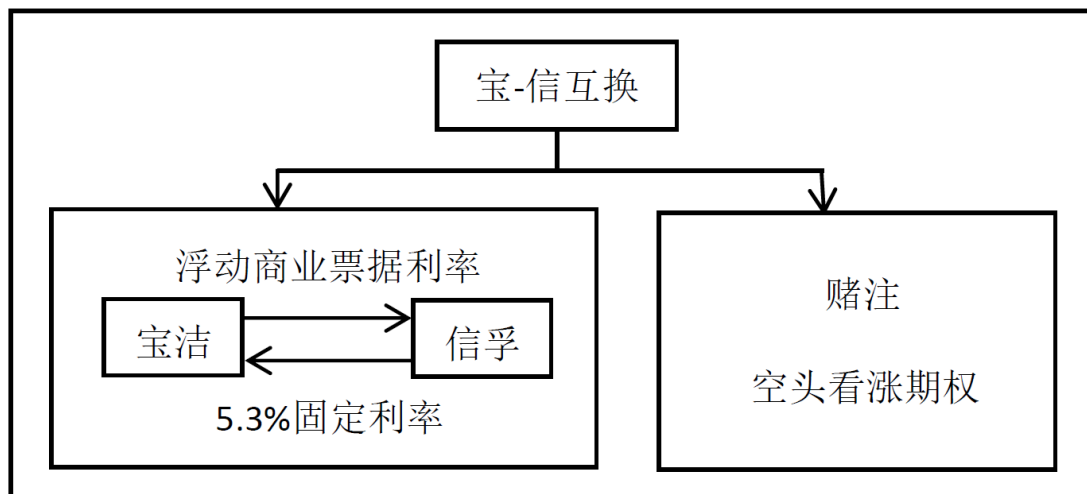 宝-信互换
浮动商业票据利率
宝洁
信孚
5.3%固定利率
赌注
空头看涨期权